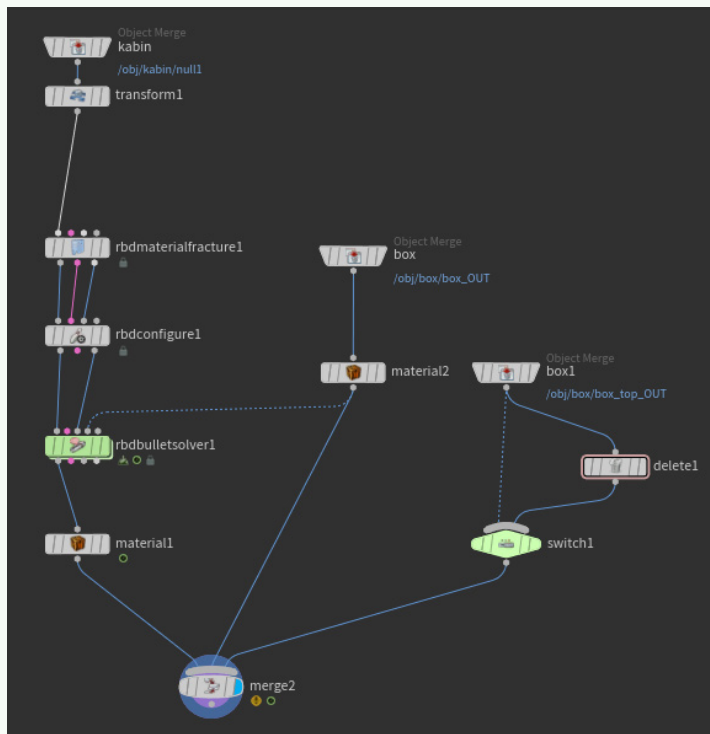 Object Merge
kabin
/obj/kabin/null1
transform1
rbdmaterialfracture1
Object Merge
box
/obj/box/box_OUT
rbdconfigure1
material2
Object Merge
box1
/obj/box/box_top_OUT
rbdbulletsolver1
delete1
material1
switch1
merge2